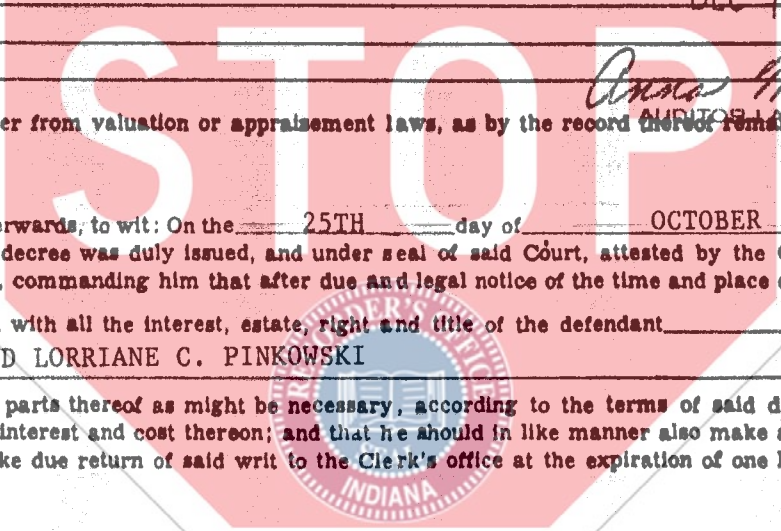 STOP
Anna
AUDITOR
er from valuation or appraisement laws, as by the record thereof
erwards, to wit: On the 25TH day of OCTOBER
decree was duly issued, and under seal of said Court, attested by the
, commanding him that after due and legal notice of the time and place
with all the interest, estate, right and title of the defendant
D LORRIANE C. PINKOWSKI
parts thereof as might be necessary, according to the terms of said d
interest and cost thereon; and that he should in like manner also make
ke due return of said writ to the Clerk's office at the expiration of one
RECORDER'S OFFICE
INDIANA